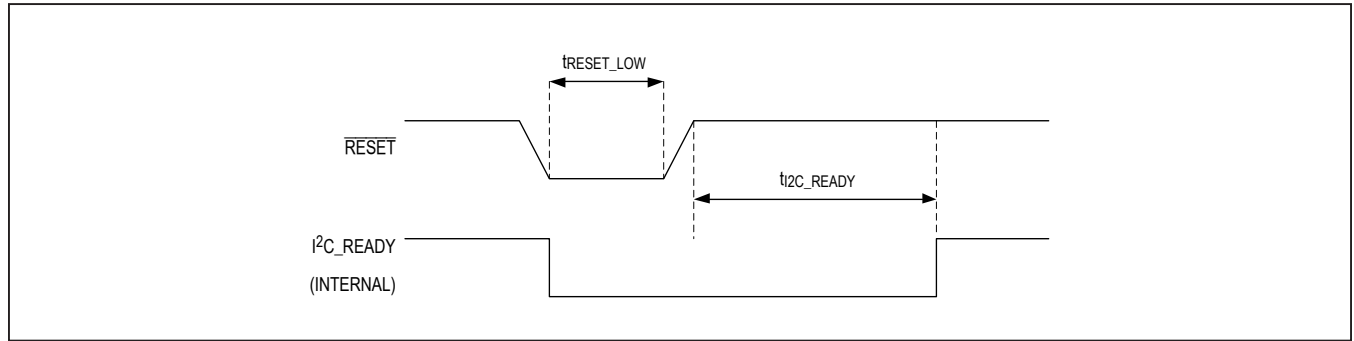 tRESET_LOW
RESET
tI2C_READY
I²C_READY
(INTERNAL)